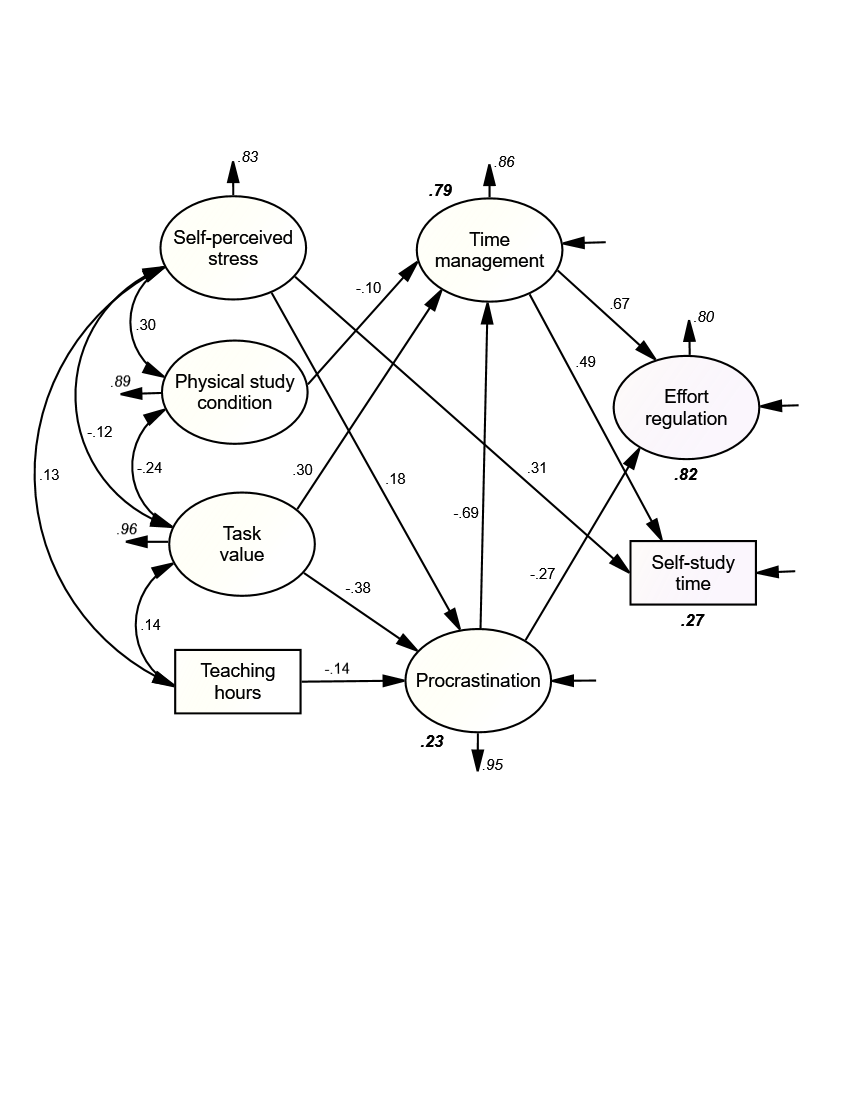 .83
.86
.79
Self-perceived
stress
Time
management
-.10
.67
.30
.80
.49
.89
Physical study
condition
Effort
regulation
-.12
-.24
.30
.18
.31
.82
.13
-.69
.96
Task
value
Self-study
time
-.27
-.38
.27
.14
Teaching
hours
-.14
Procrastination
.23
.95